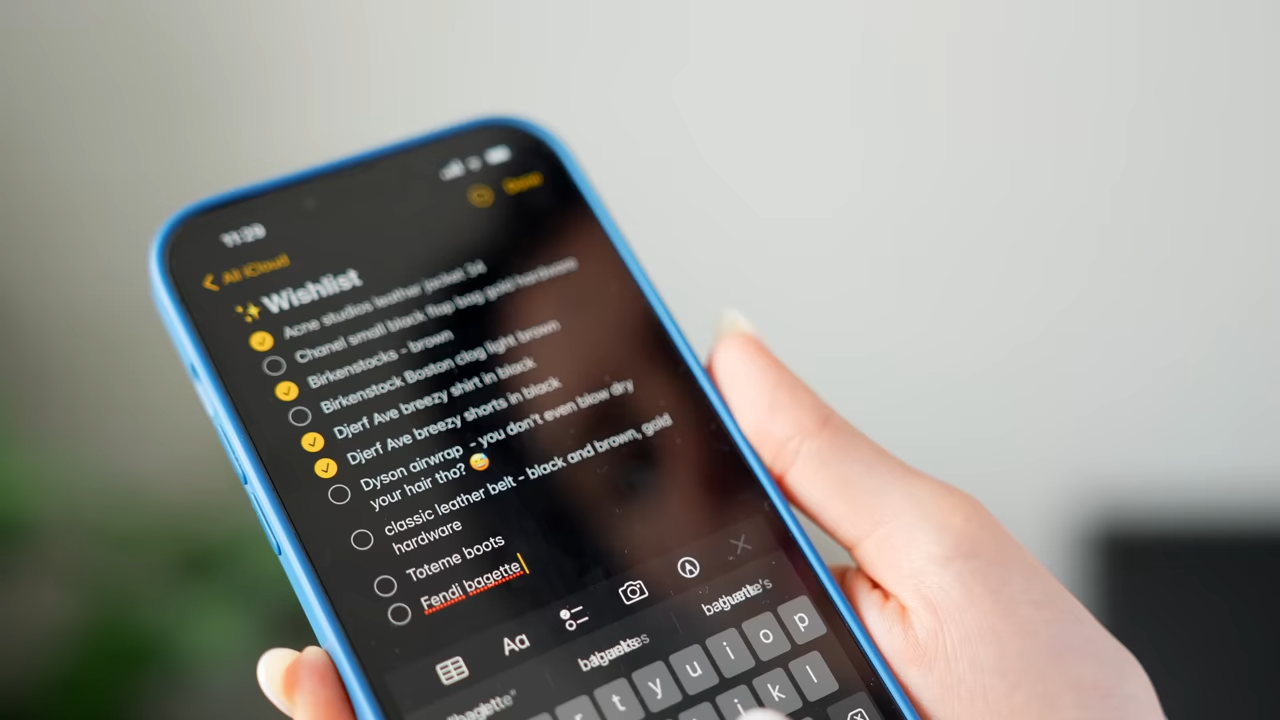 11:29
All iCloud
Done
✨ Wishlist
Acne studios leather jacket 34
Chanel small black flap bag gold hardware
Birkenstocks - brown
Birkenstock Boston clog light brown
Djerf Ave breezy shirt in black
Djerf Ave breezy shorts in black
Dyson airwrap - you don't even blow dry
your hair tho? 😅
classic leather belt - black and brown, gold
hardware
Toteme boots
Fendi bagette
Aa
"bagette"
t y u i o p
k l